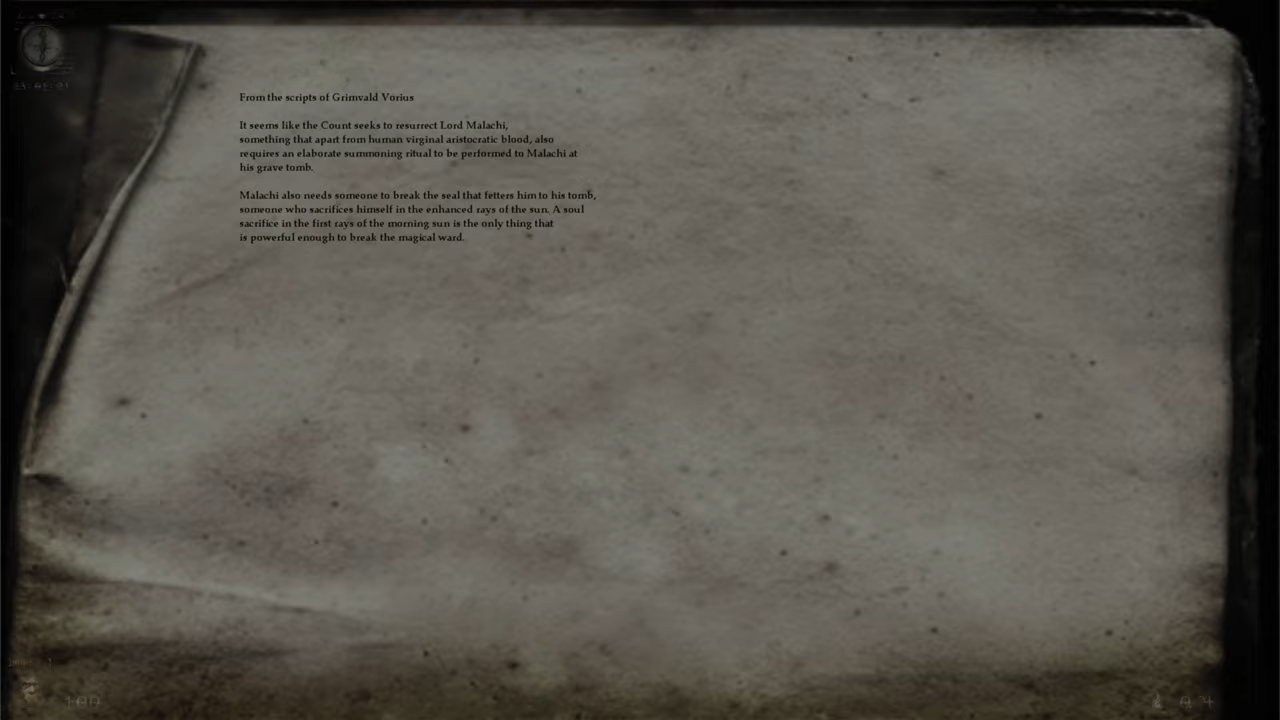 From the scripts of Grimvald Vorius
It seems like the Count seeks to resurrect Lord Malachi,
something that apart from human virginal aristocratic blood, also
requires an elaborate summoning ritual to be performed to Malachi at
his grave tomb.
Malachi also needs someone to break the seal that fetters him to his tomb,
someone who sacrifices himself in the enhanced rays of the sun. A soul
sacrifice in the first rays of the morning sun is the only thing that
is powerful enough to break the magical ward.
100